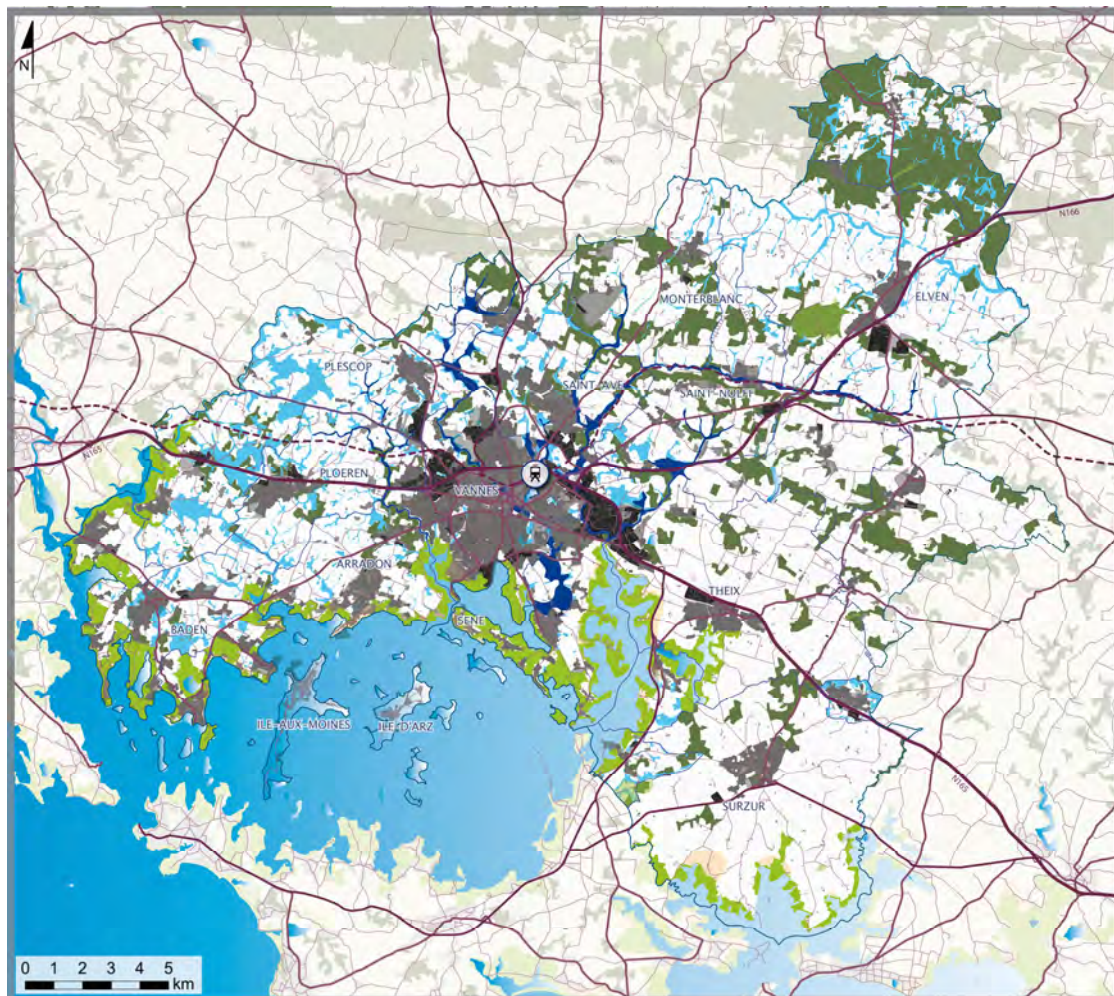 N
N166
ELVEN
MONTERBLANC
PLESCOP
SAINT-AVE
SAINT-NOLFF
N165
PLOEREN
VANNES
ARRADON
THEIX
SENE
BADEN
ILE-AUX-MOINES
ILE-D'ARZ
N165
SURZUR
0 1 2 3 4 5
km